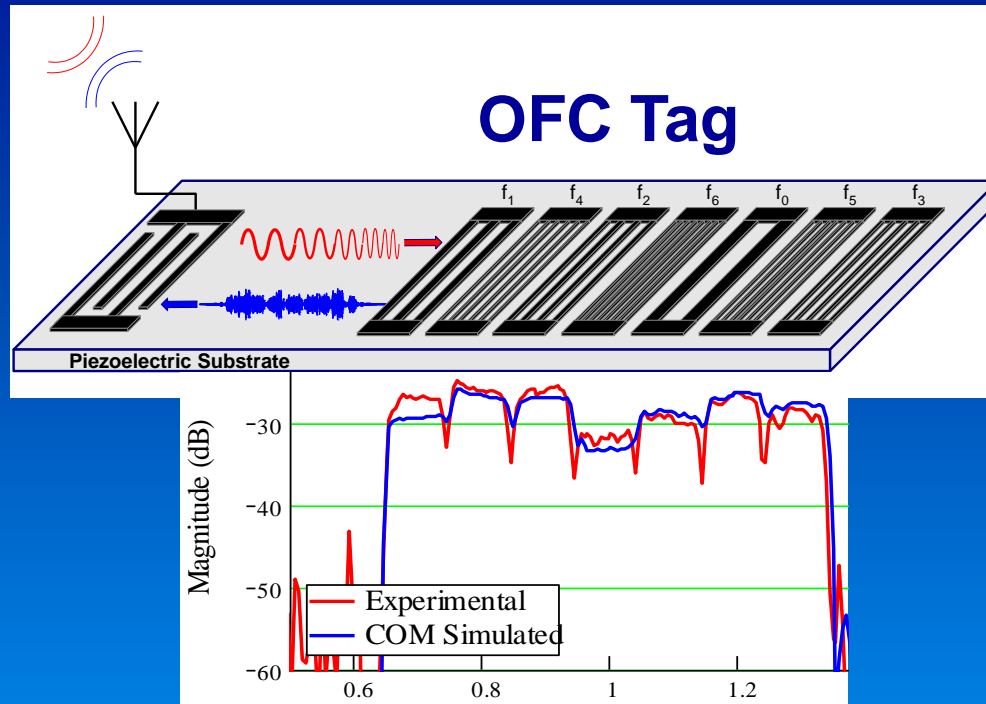 OFC Tag
f1 f4 f2 f6 f0 f5 f3
Piezoelectric Substrate
Magnitude (dB)
−30
−40
−50
−60
Experimental
COM Simulated
0.6 0.8 1 1.2